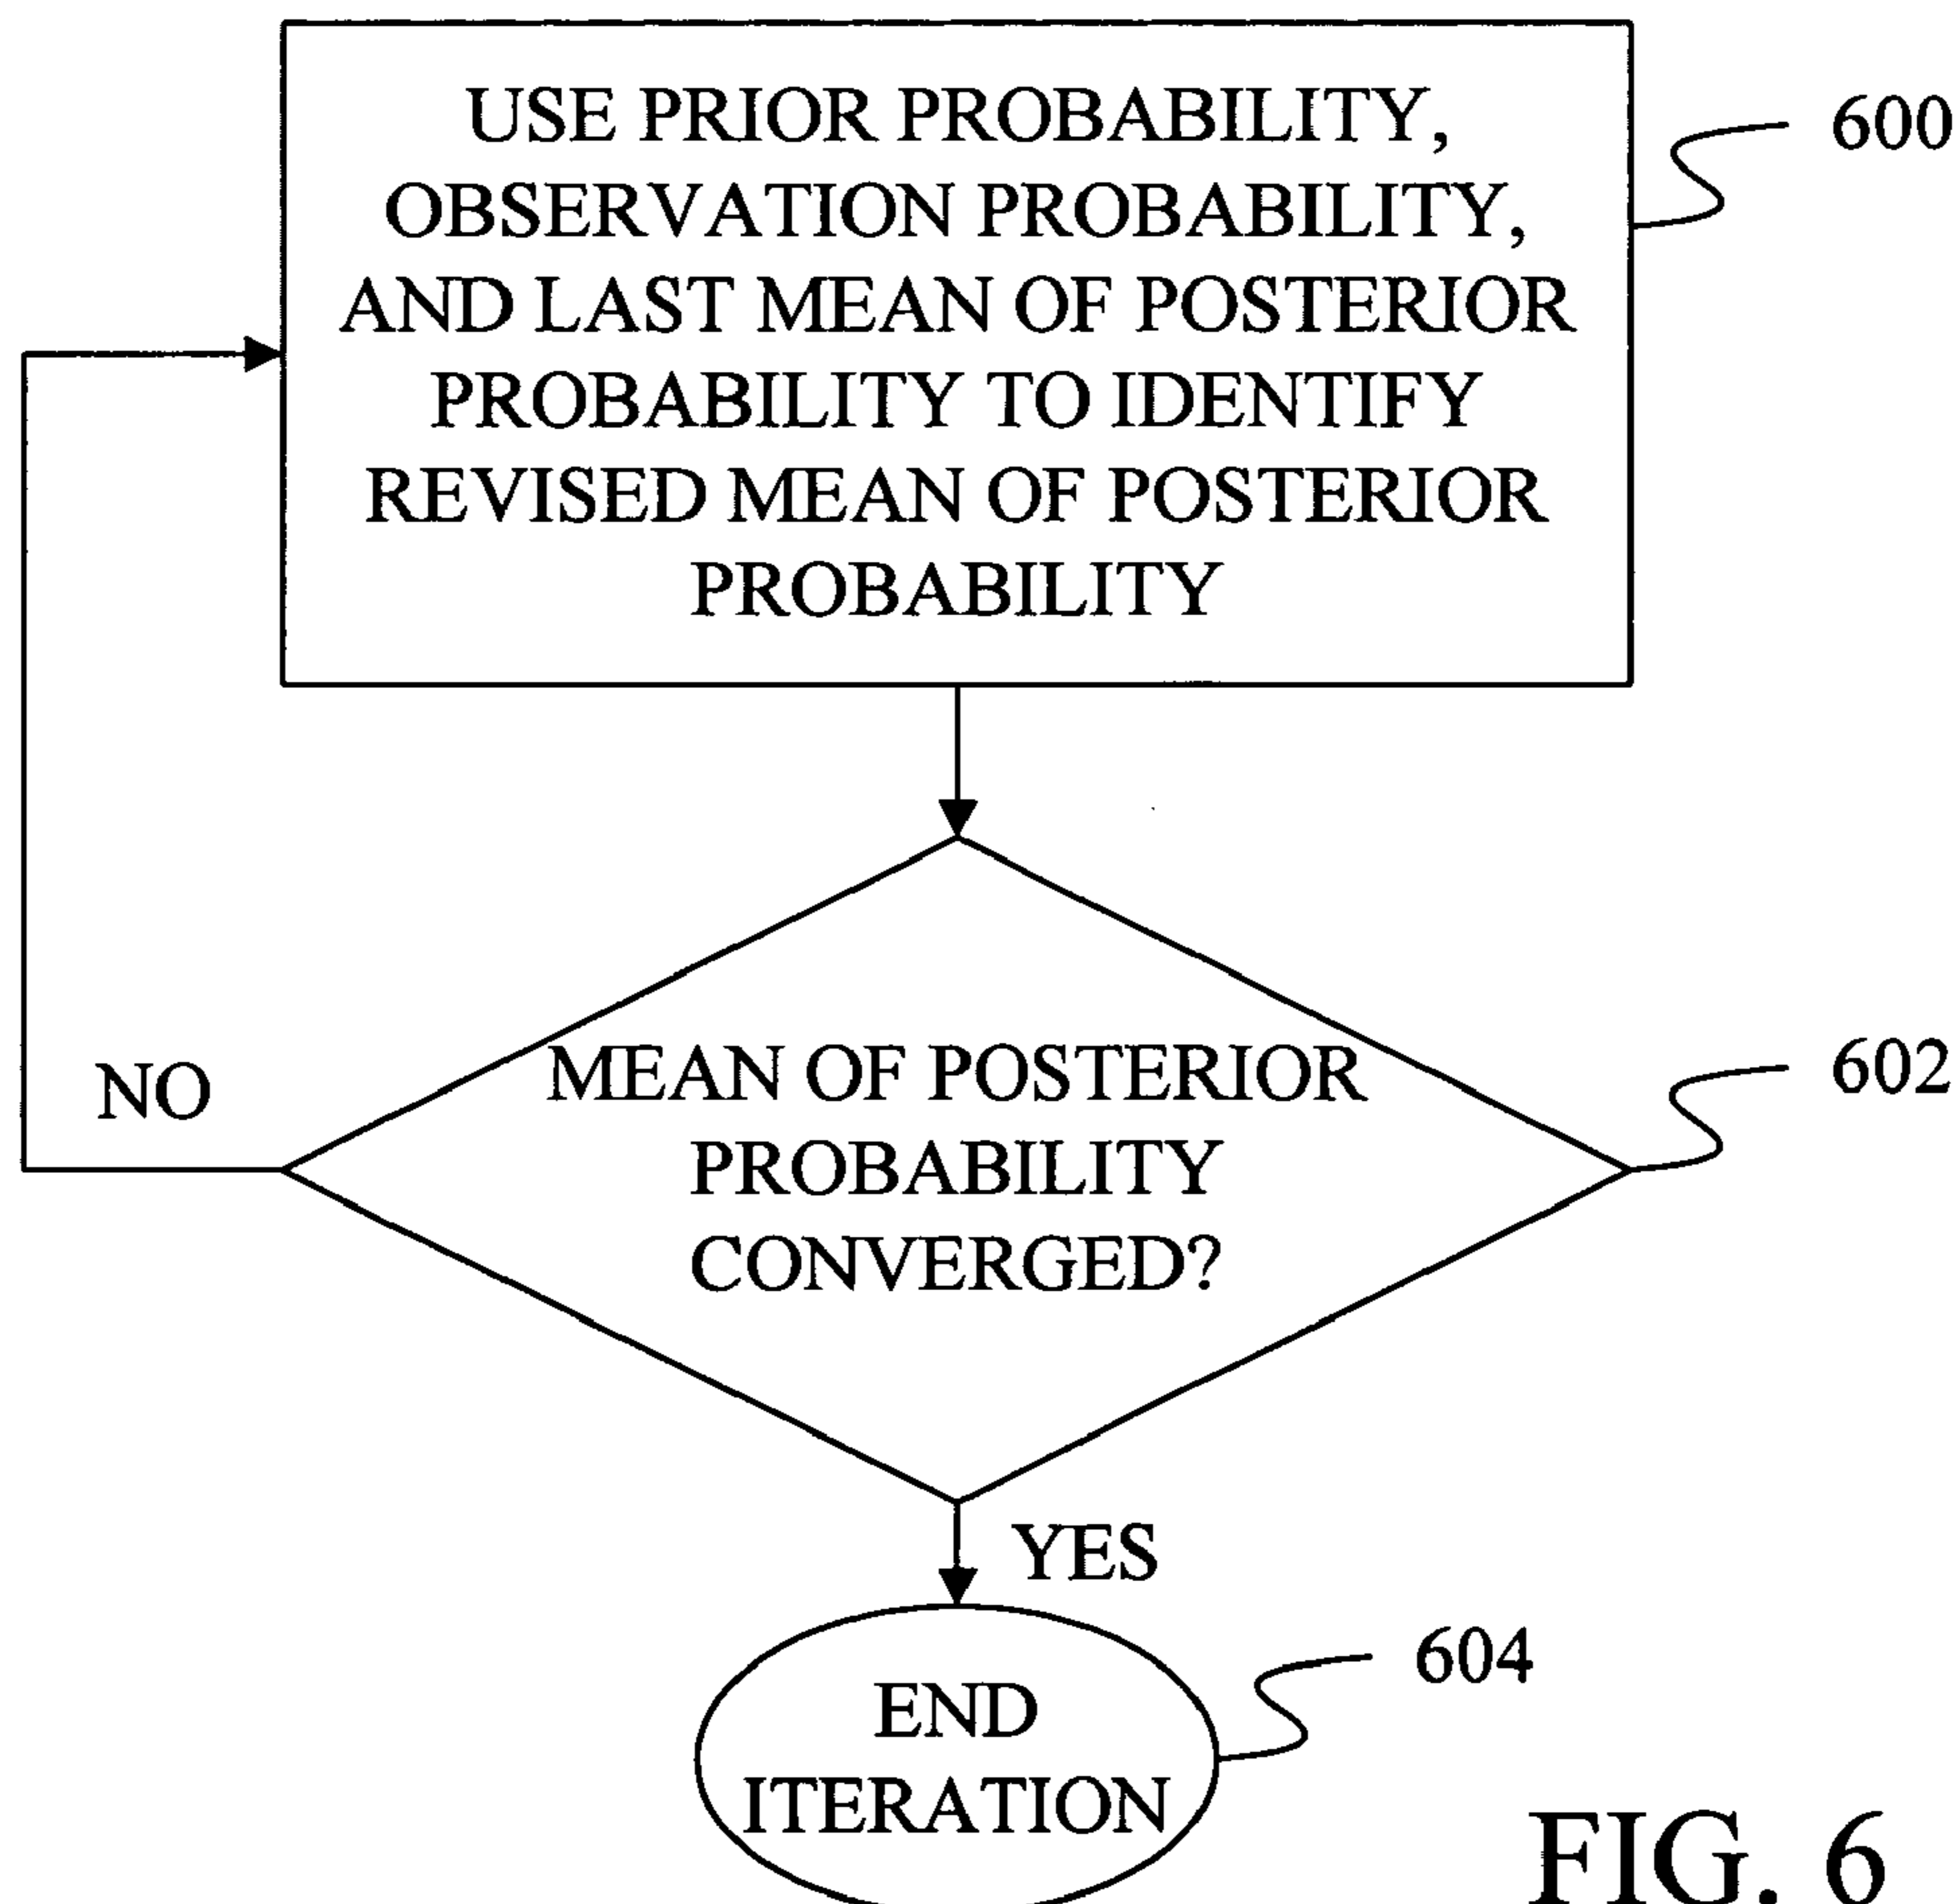 USE PRIOR PROBABILITY,
OBSERVATION PROBABILITY,
AND LAST MEAN OF POSTERIOR
PROBABILITY TO IDENTIFY
REVISED MEAN OF POSTERIOR
PROBABILITY
600
MEAN OF POSTERIOR
PROBABILITY
CONVERGED?
602
NO
YES
END
ITERATION
604
FIG. 6